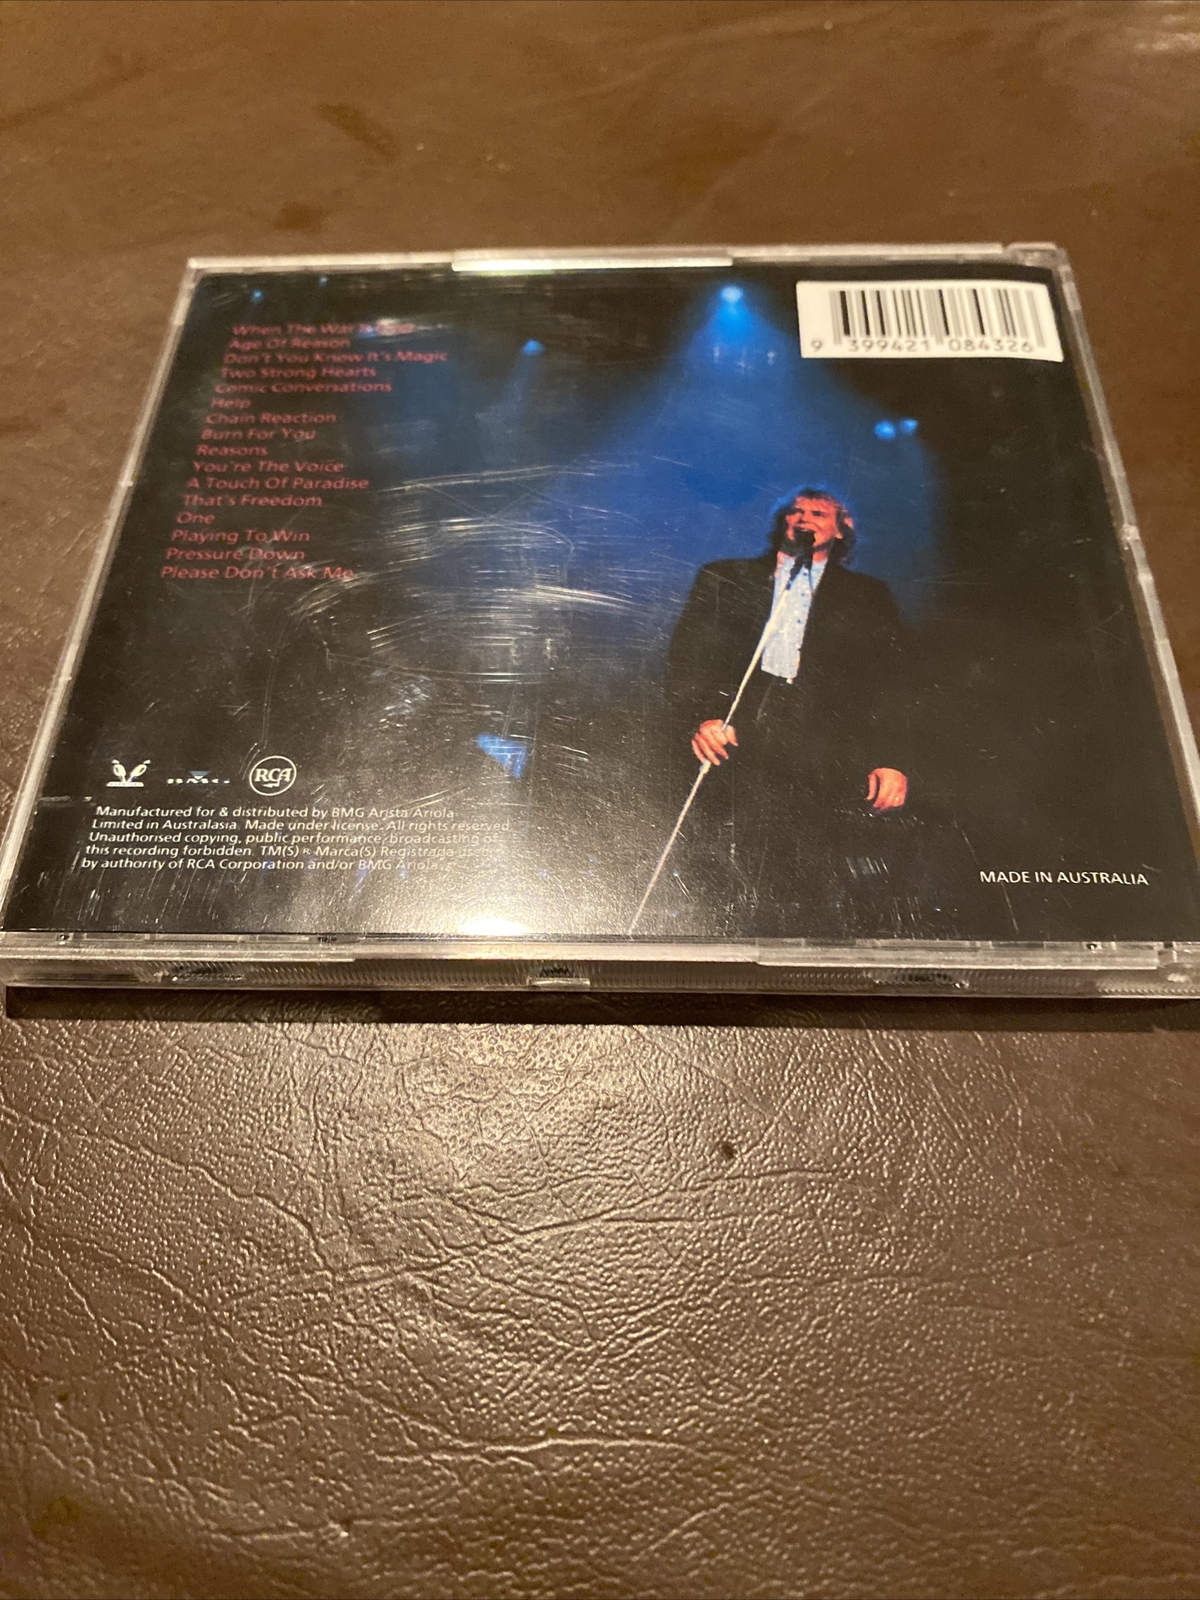 When The War Is Over
Age Of Reason
Don't You Know It's Magic
Two Strong Hearts
Comic Conversations
Help
Chain Reaction
Burn For You
Reasons
You're The Voice
A Touch Of Paradise
That's Freedom
One
Playing To Win
Pressure Down
Please Don't Ask Me
9 399421 084326
BMG
RCA
Manufactured for & distributed by BMG Arista/Ariola
Limited in Australasia. Made under license. All rights reserved
Unauthorised copying, public performance, broadcasting of
this recording forbidden. TM(S) ® Marca(S) Registrada
by authority of RCA Corporation and/or BMG Ariola
MADE IN AUSTRALIA